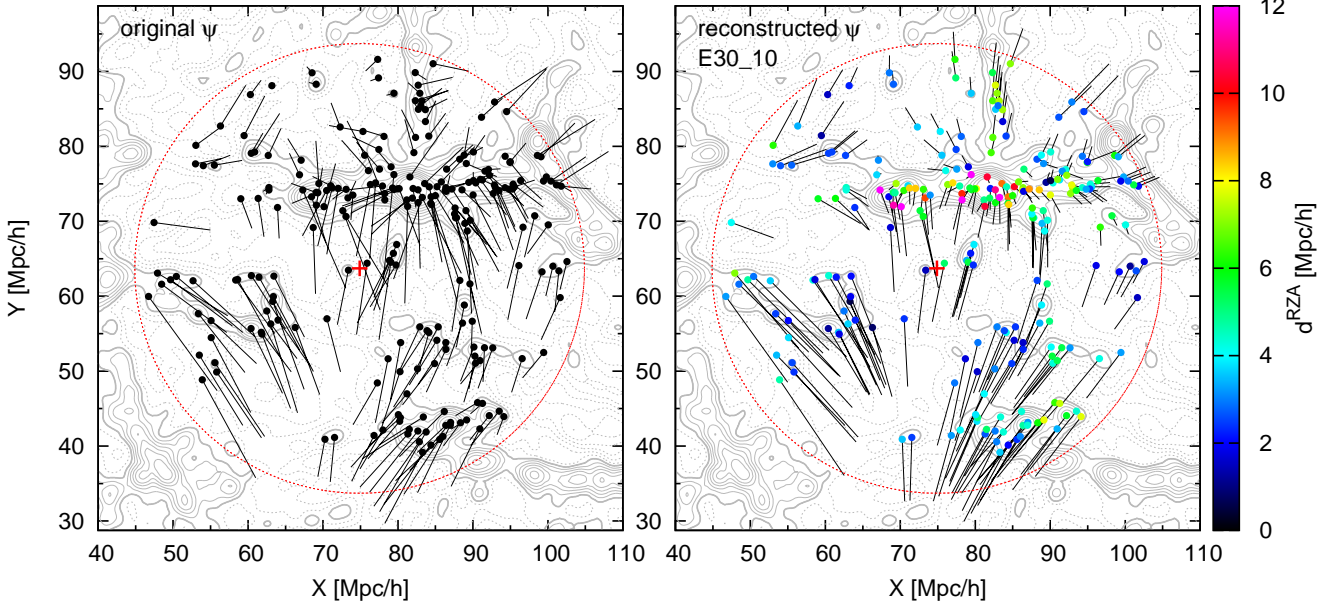 original ψ
reconstructed ψ
E30_10
Y [Mpc/h]
90
80
70
60
50
40
30
40 50 60 70 80 90 100 110
X [Mpc/h]
40 50 60 70 80 90 100 110
X [Mpc/h]
12
10
8
6
4
2
0
d^RZA [Mpc/h]